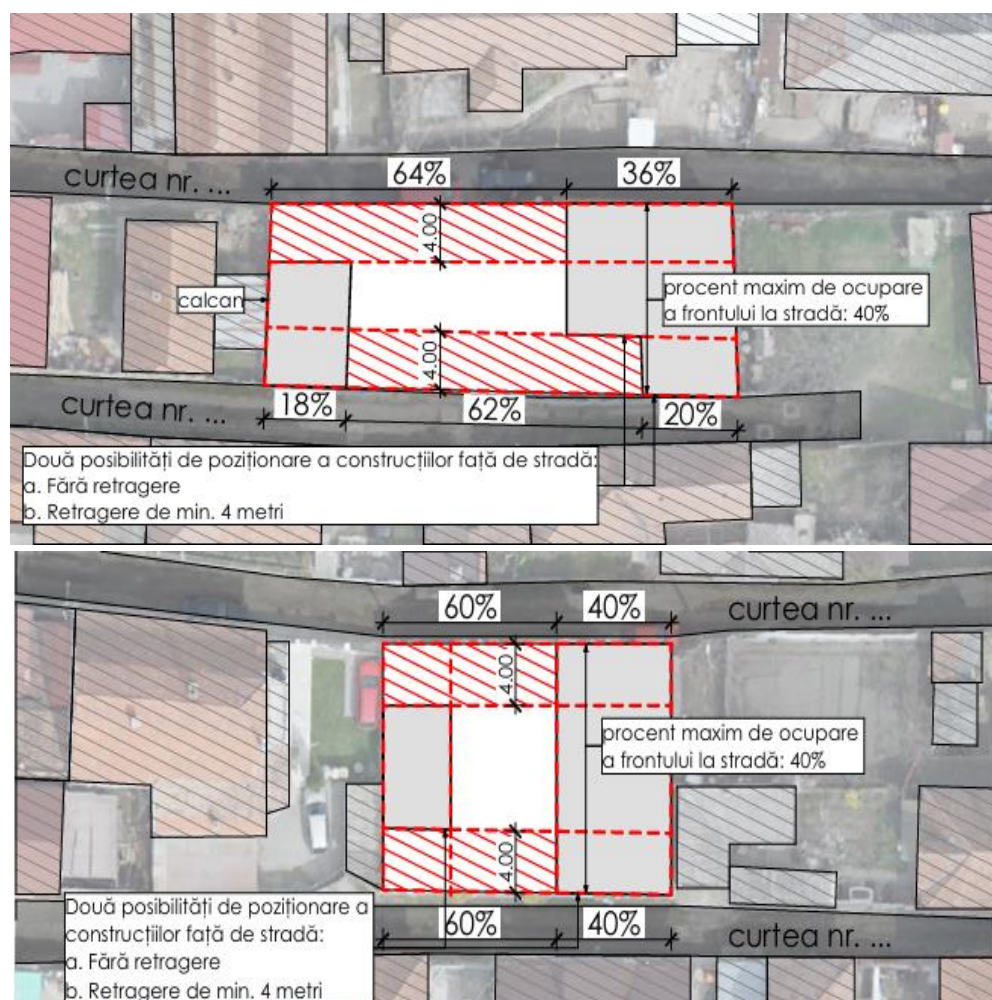 curtea nr. ...
64%
36%
4.00
calcan
procent maxim de ocupare
a frontului la stradă: 40%
4.00
curtea nr. ...
18%
62%
20%
Două posibilități de poziționare a construcțiilor față de stradă:
a. Fără retragere
b. Retragere de min. 4 metri
60%
40%
curtea nr. ...
4.00
procent maxim de ocupare
a frontului la stradă: 40%
4.00
Două posibilități de poziționare a
construcțiilor față de stradă:
a. Fără retragere
b. Retragere de min. 4 metri
60%
40%
curtea nr. ...